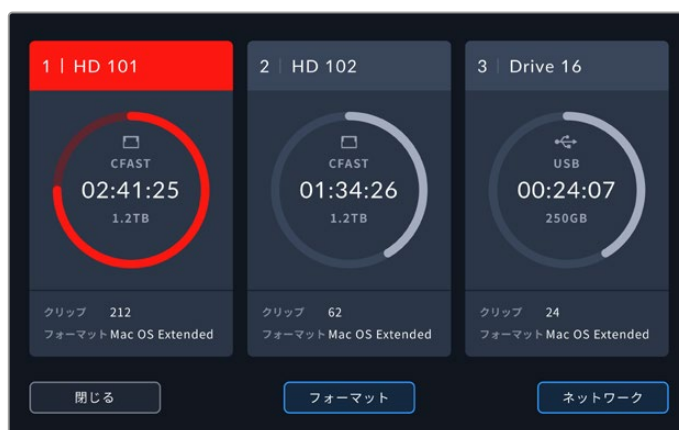 1 | HD 101
CFAST
02:41:25
1.2TB
クリップ 212
フォーマット Mac OS Extended
2 | HD 102
CFAST
01:34:26
1.2TB
クリップ 62
フォーマット Mac OS Extended
3 | Drive 16
USB
00:24:07
250GB
クリップ 24
フォーマット Mac OS Extended
閉じる
フォーマット
ネットワーク